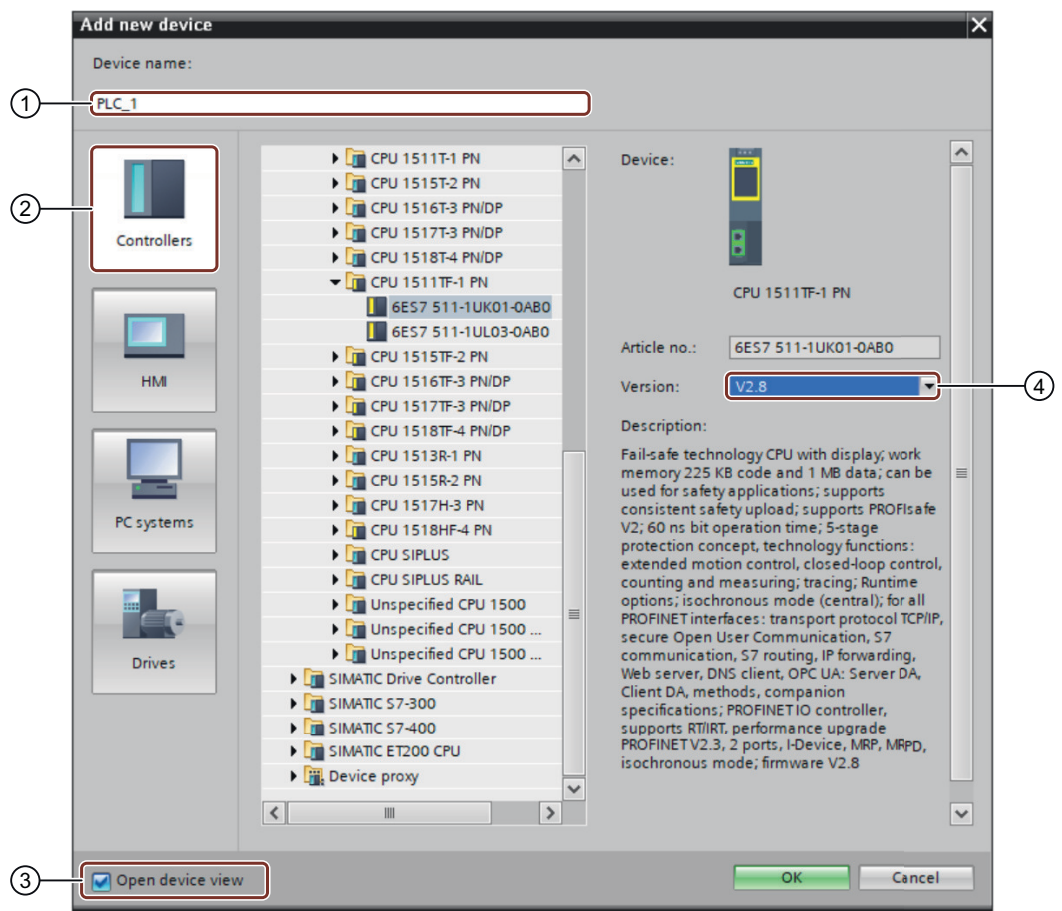 Add new device
Device name:
① PLC_1
②
Controllers
HMI
PC systems
Drives
CPU 1511T-1 PN
CPU 1515T-2 PN
CPU 1516T-3 PN/DP
CPU 1517T-3 PN/DP
CPU 1518T-4 PN/DP
CPU 1511TF-1 PN
6ES7 511-1UK01-0AB0
6ES7 511-1UL03-0AB0
CPU 1515TF-2 PN
CPU 1516TF-3 PN/DP
CPU 1517TF-3 PN/DP
CPU 1518TF-4 PN/DP
CPU 1513R-1 PN
CPU 1515R-2 PN
CPU 1517H-3 PN
CPU 1518HF-4 PN
CPU SIPLUS
CPU SIPLUS RAIL
Unspecified CPU 1500
Unspecified CPU 1500 ...
Unspecified CPU 1500 ...
SIMATIC Drive Controller
SIMATIC S7-300
SIMATIC S7-400
SIMATIC ET200 CPU
Device proxy
Device:
CPU 1511TF-1 PN
Article no.: 6ES7 511-1UK01-0AB0
Version: V2.8 ④
Description:
Fail-safe technology CPU with display; work
memory 225 KB code and 1 MB data; can be
used for safety applications; supports
consistent safety upload; supports PROFIsafe
V2; 60 ns bit operation time; 5-stage
protection concept, technology functions:
extended motion control, closed-loop control,
counting and measuring; tracing; Runtime
options; isochronous mode (central); for all
PROFINET interfaces: transport protocol TCP/IP,
secure Open User Communication, S7
communication, S7 routing, IP forwarding,
Web server, DNS client, OPC UA: Server DA,
Client DA, methods, companion
specifications; PROFINET IO controller,
supports RT/IRT, performance upgrade
PROFINET V2.3, 2 ports, I-Device, MRP, MRPD,
isochronous mode; firmware V2.8
③ Open device view
OK Cancel